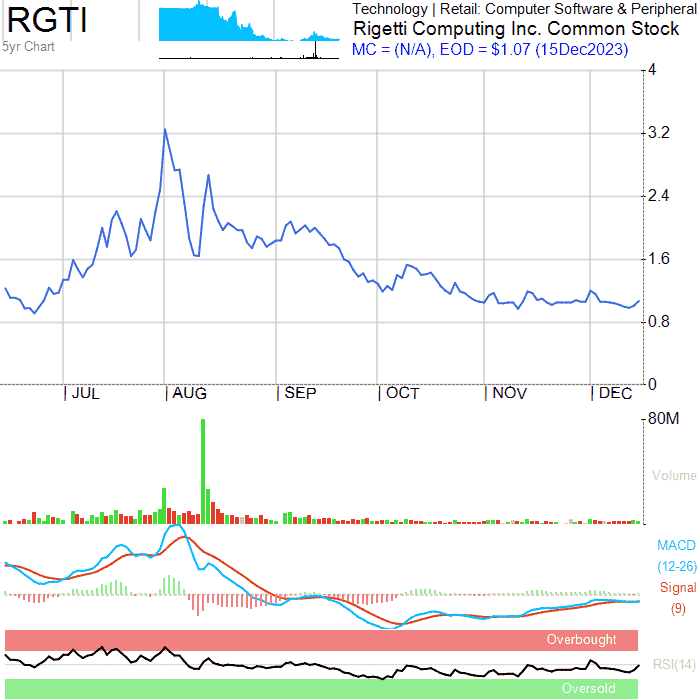 RGTI
5yr Chart
Technology | Retail: Computer Software & Peripheral
Rigetti Computing Inc. Common Stock
MC = (N/A), EOD = $1.07 (15Dec2023)
4
3.2
2.4
1.6
0.8
0
| JUL | AUG | SEP | OCT | NOV | DEC
80M
Volume
MACD
(12-26)
Signal
(9)
Overbought
RSI(14)
Oversold